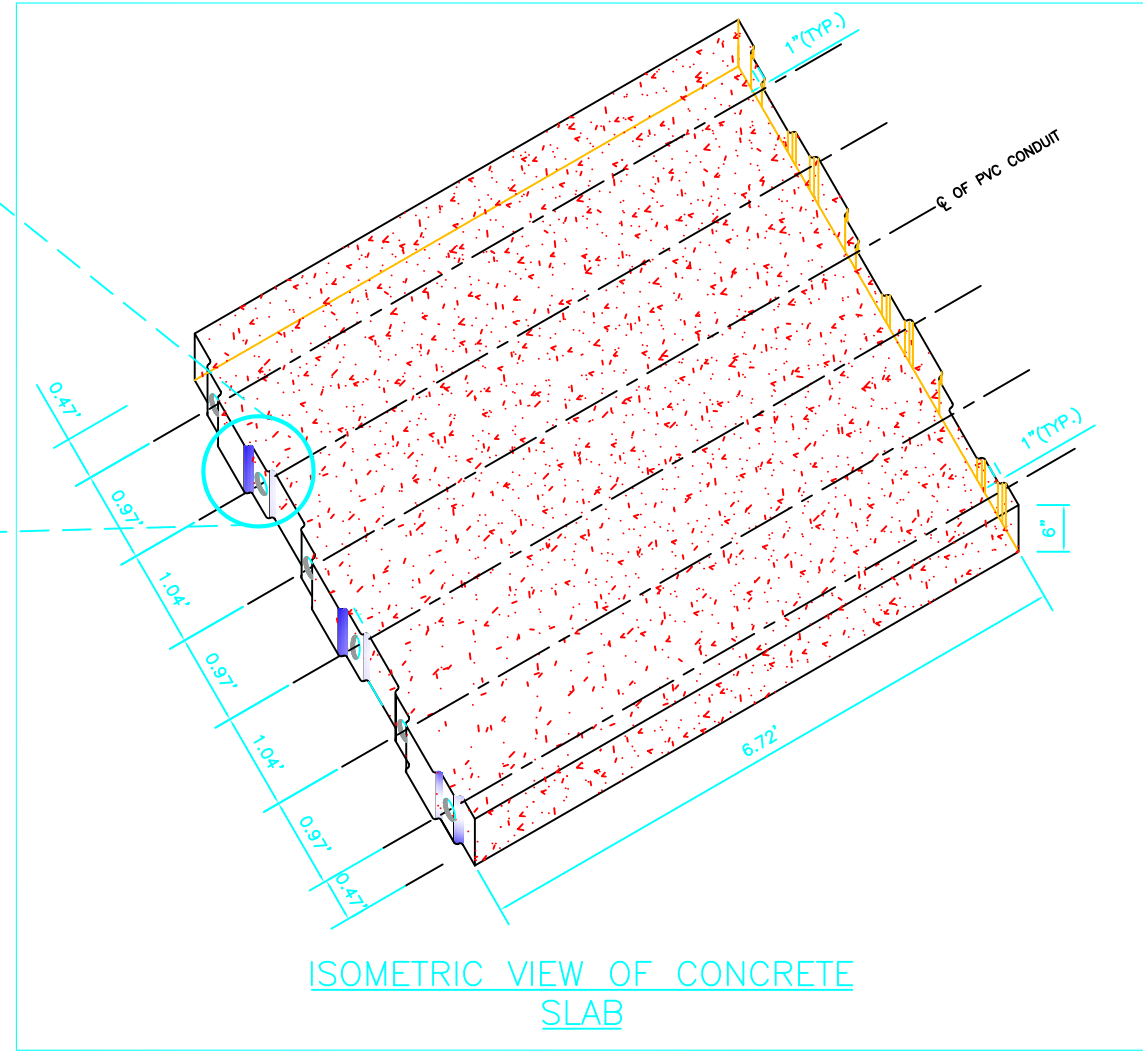 1"(TYP.)
℄ OF PVC CONDUIT
0.47'
0.97'
1.04'
0.97'
1.04'
0.97'
0.47'
1"(TYP.)
6"
6.72'
ISOMETRIC VIEW OF CONCRETE
SLAB